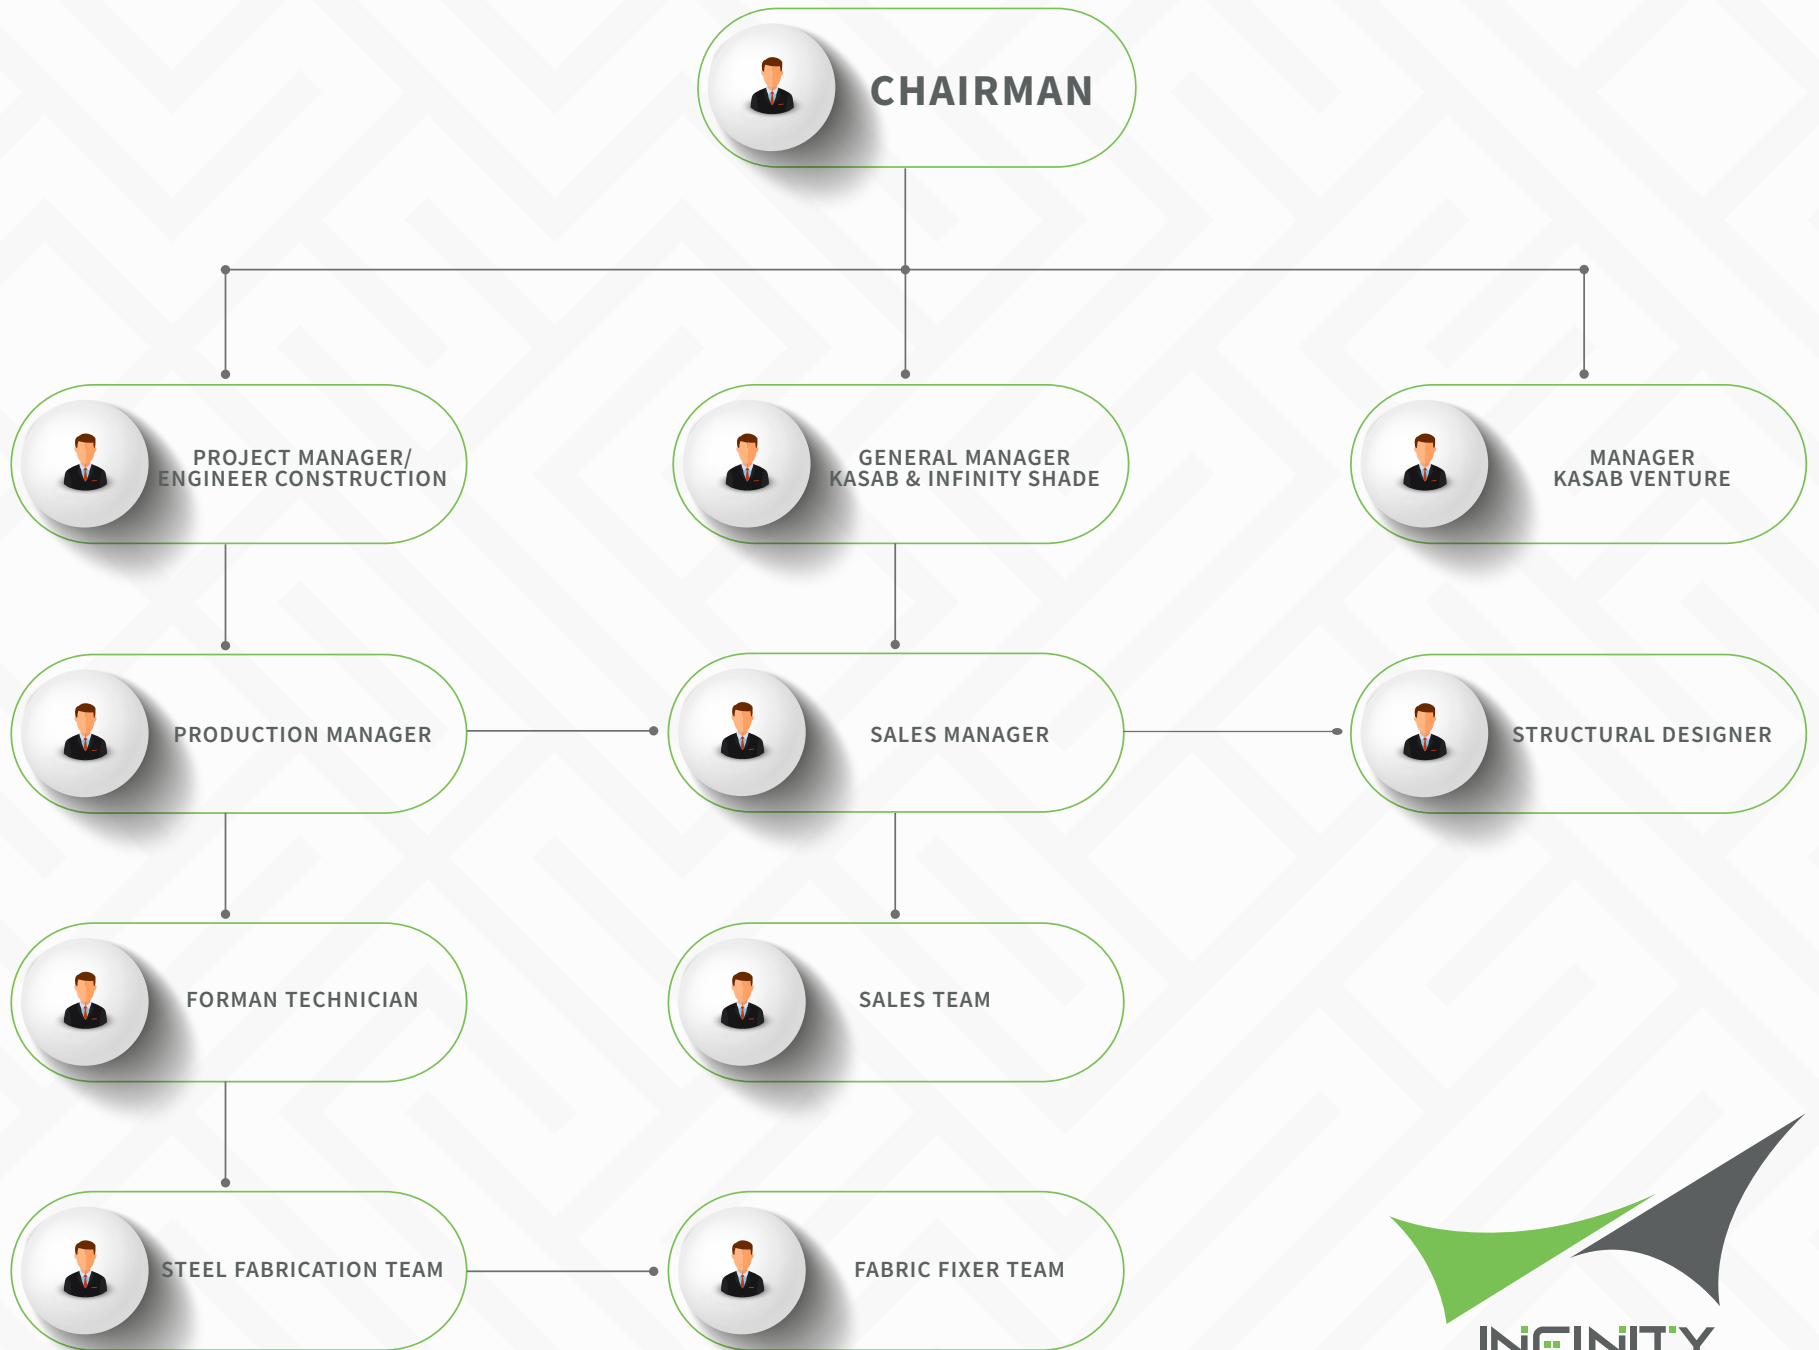 CHAIRMAN
PROJECT MANAGER/
ENGINEER CONSTRUCTION
GENERAL MANAGER
KASAB & INFINITY SHADE
MANAGER
KASAB VENTURE
PRODUCTION MANAGER
SALES MANAGER
STRUCTURAL DESIGNER
FORMAN TECHNICIAN
SALES TEAM
STEEL FABRICATION TEAM
FABRIC FIXER TEAM
INFINITY